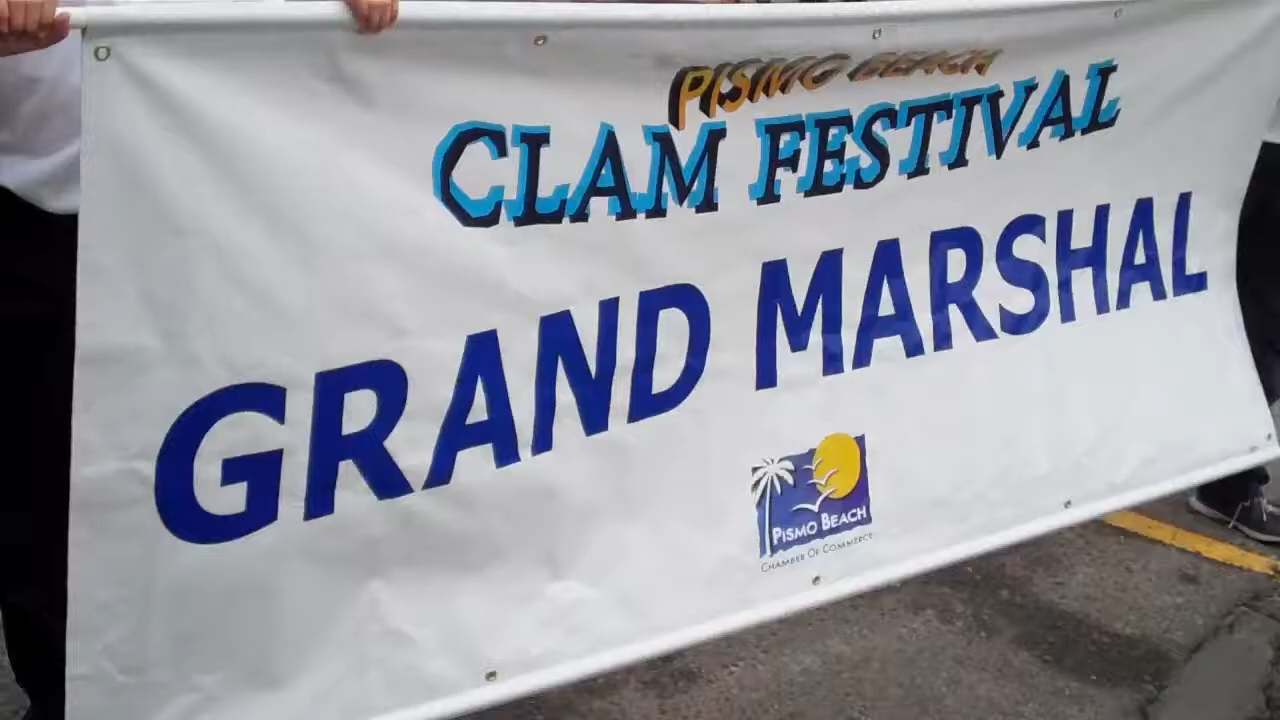 PISMO BEACH
CLAM FESTIVAL
GRAND MARSHAL
PISMO BEACH
CHAMBER OF COMMERCE